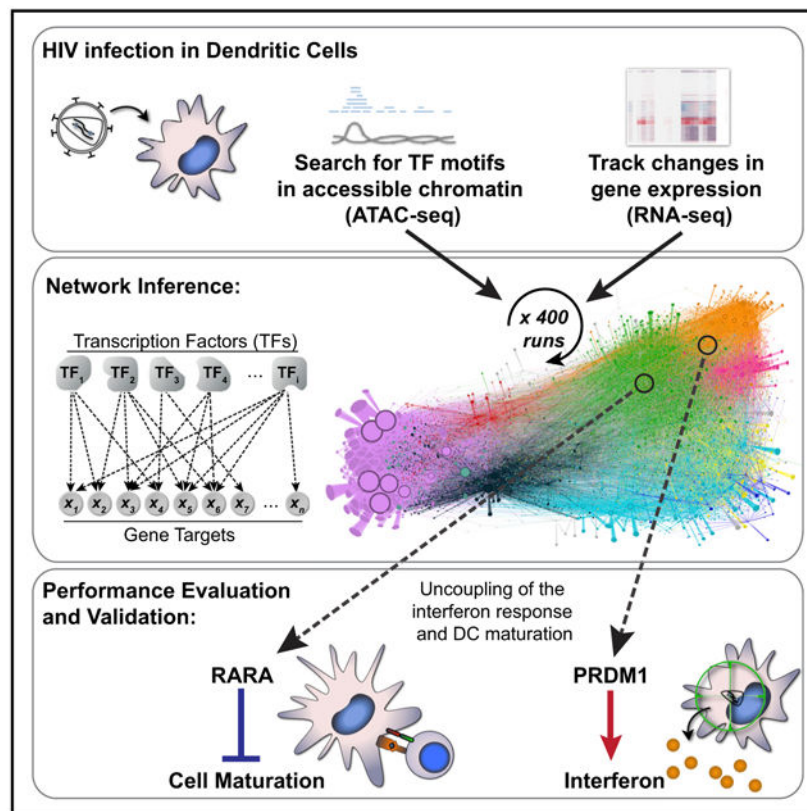 HIV infection in Dendritic Cells
Search for TF motifs
in accessible chromatin
(ATAC-seq)
Track changes in
gene expression
(RNA-seq)
Network Inference:
x 400
runs
Transcription Factors (TFs)
TF1 TF2 TF3 TF4 ... TFi
x1 x2 x3 x4 x5 x6 x7 ... xn
Gene Targets
Performance Evaluation
and Validation:
Uncoupling of the
interferon response
and DC maturation
RARA
Cell Maturation
PRDM1
Interferon